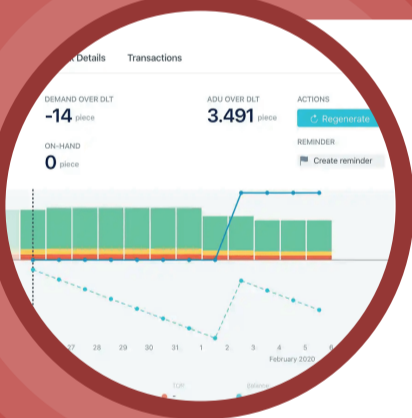 Details Transactions
DEMAND OVER DLT ADU OVER DLT ACTIONS
-14 piece 3.491 piece Regenerate
ON-HAND REMINDER
0 piece Create reminder
27 28 29 30 31 1 2 3 4 5 6
February 2020